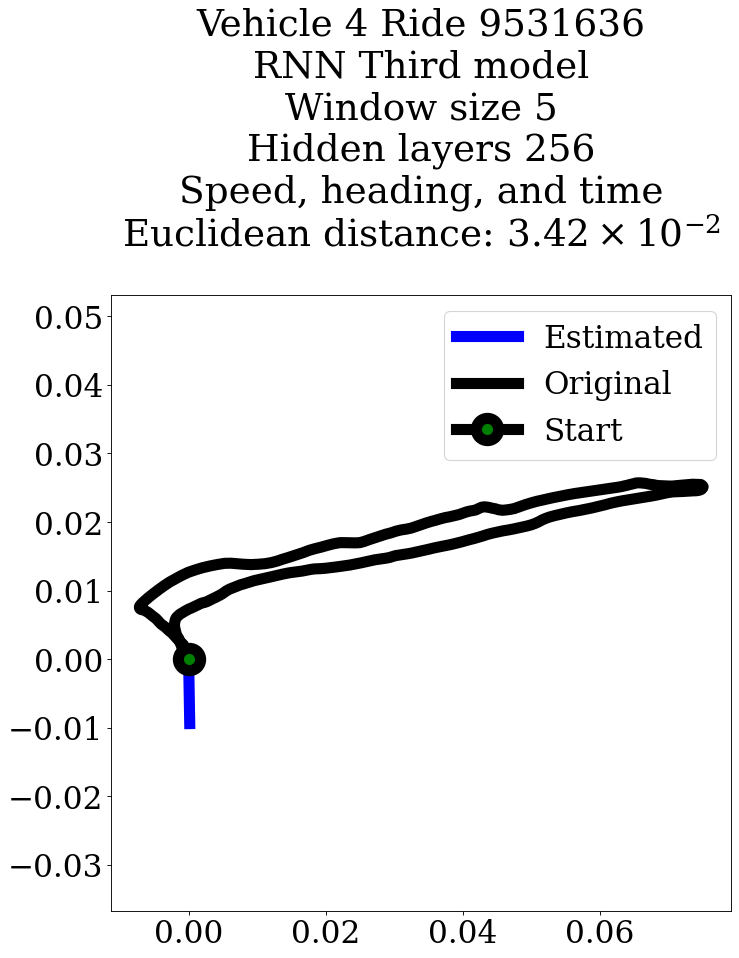 Vehicle 4 Ride 9531636
RNN Third model
Window size 5
Hidden layers 256
Speed, heading, and time
Euclidean distance: 3.42 × 10⁻²
Estimated
Original
Start
0.05
0.04
0.03
0.02
0.01
0.00
−0.01
−0.02
−0.03
0.00 0.02 0.04 0.06